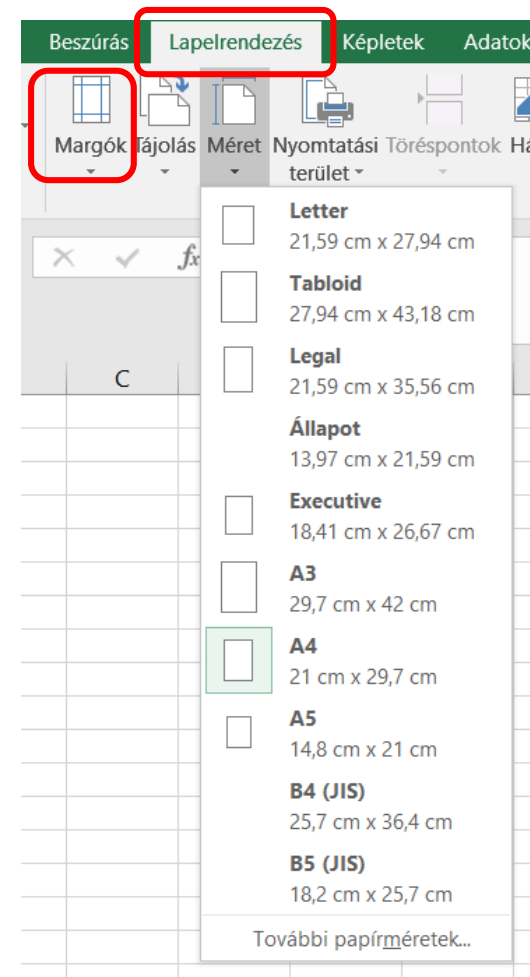 Beszúrás Lapelrendezés Képletek Adatok
Margók Tájolás Méret Nyomtatási Töréspontok
terület
fx
C
Letter
21,59 cm x 27,94 cm
Tabloid
27,94 cm x 43,18 cm
Legal
21,59 cm x 35,56 cm
Állapot
13,97 cm x 21,59 cm
Executive
18,41 cm x 26,67 cm
A3
29,7 cm x 42 cm
A4
21 cm x 29,7 cm
A5
14,8 cm x 21 cm
B4 (JIS)
25,7 cm x 36,4 cm
B5 (JIS)
18,2 cm x 25,7 cm
További papírméretek...